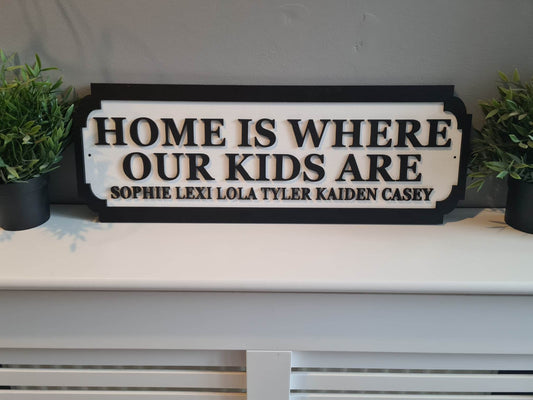 HOME IS WHERE
OUR KIDS ARE
SOPHIE LEXI LOLA TYLER KAIDEN CASEY